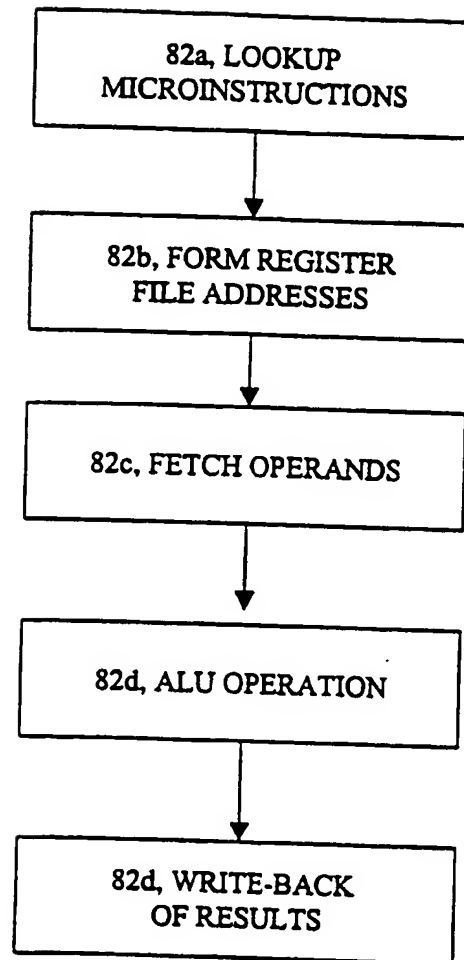 82a, LOOKUP
MICROINSTRUCTIONS
82b, FORM REGISTER
FILE ADDRESSES
82c, FETCH OPERANDS
82d, ALU OPERATION
82d, WRITE-BACK
OF RESULTS